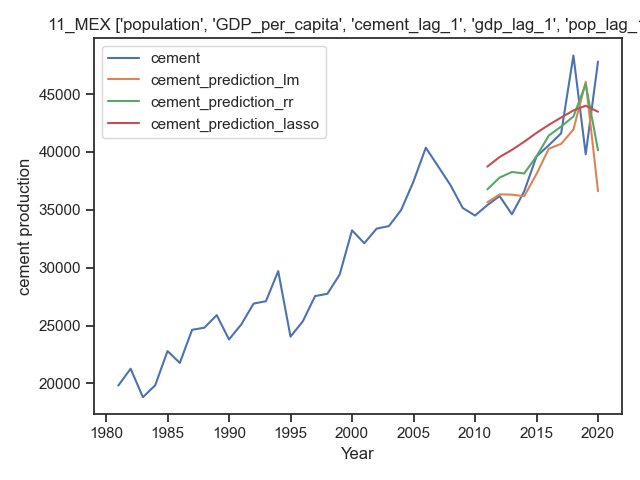 11_MEX ['population', 'GDP_per_capita', 'cement_lag_1', 'gdp_lag_1', 'pop_lag_1
cement
cement_prediction_lm
cement_prediction_rr
cement_prediction_lasso
45000
40000
35000
30000
25000
20000
cement production
1980 1985 1990 1995 2000 2005 2010 2015 2020
Year